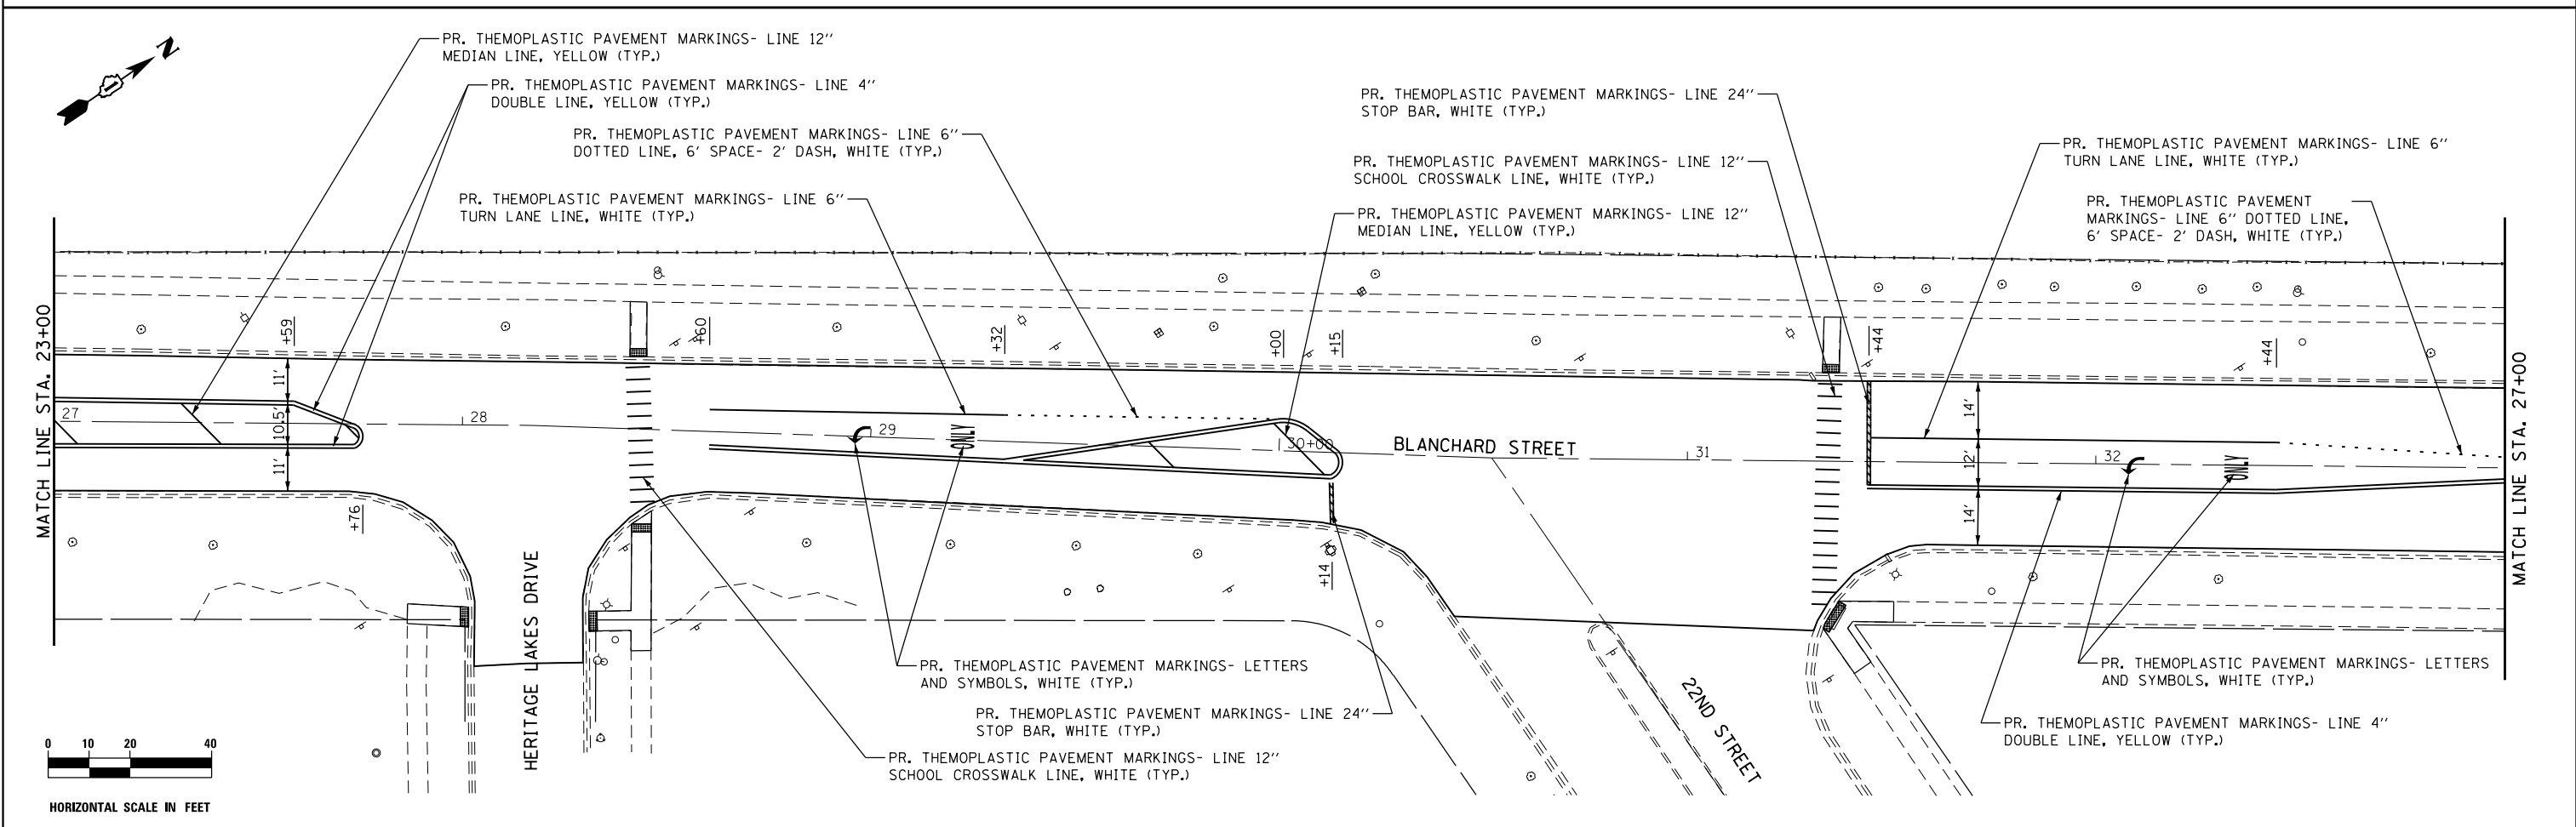 N
PR. THEMOPLASTIC PAVEMENT MARKINGS- LINE 12''
MEDIAN LINE, YELLOW (TYP.)
PR. THEMOPLASTIC PAVEMENT MARKINGS- LINE 4''
DOUBLE LINE, YELLOW (TYP.)
PR. THEMOPLASTIC PAVEMENT MARKINGS- LINE 6''
DOTTED LINE, 6' SPACE- 2' DASH, WHITE (TYP.)
PR. THEMOPLASTIC PAVEMENT MARKINGS- LINE 6''
TURN LANE LINE, WHITE (TYP.)
PR. THEMOPLASTIC PAVEMENT MARKINGS- LINE 24''
STOP BAR, WHITE (TYP.)
PR. THEMOPLASTIC PAVEMENT MARKINGS- LINE 12''
SCHOOL CROSSWALK LINE, WHITE (TYP.)
PR. THEMOPLASTIC PAVEMENT MARKINGS- LINE 12''
MEDIAN LINE, YELLOW (TYP.)
PR. THEMOPLASTIC PAVEMENT MARKINGS- LINE 6''
TURN LANE LINE, WHITE (TYP.)
PR. THEMOPLASTIC PAVEMENT
MARKINGS- LINE 6'' DOTTED LINE,
6' SPACE- 2' DASH, WHITE (TYP.)
MATCH LINE STA. 23+00
+59
+60
+32
+00
+15
+44
+44
MATCH LINE STA. 27+00
11'
10.5'
11'
27
28
29
ONLY
30+00
BLANCHARD STREET
31
14'
12'
14'
32
ONLY
+76
+14
HERITAGE LAKES DRIVE
22ND STREET
PR. THEMOPLASTIC PAVEMENT MARKINGS- LETTERS
AND SYMBOLS, WHITE (TYP.)
PR. THEMOPLASTIC PAVEMENT MARKINGS- LINE 24''
STOP BAR, WHITE (TYP.)
PR. THEMOPLASTIC PAVEMENT MARKINGS- LINE 12''
SCHOOL CROSSWALK LINE, WHITE (TYP.)
PR. THEMOPLASTIC PAVEMENT MARKINGS- LETTERS
AND SYMBOLS, WHITE (TYP.)
PR. THEMOPLASTIC PAVEMENT MARKINGS- LINE 4''
DOUBLE LINE, YELLOW (TYP.)
0 10 20 40
HORIZONTAL SCALE IN FEET